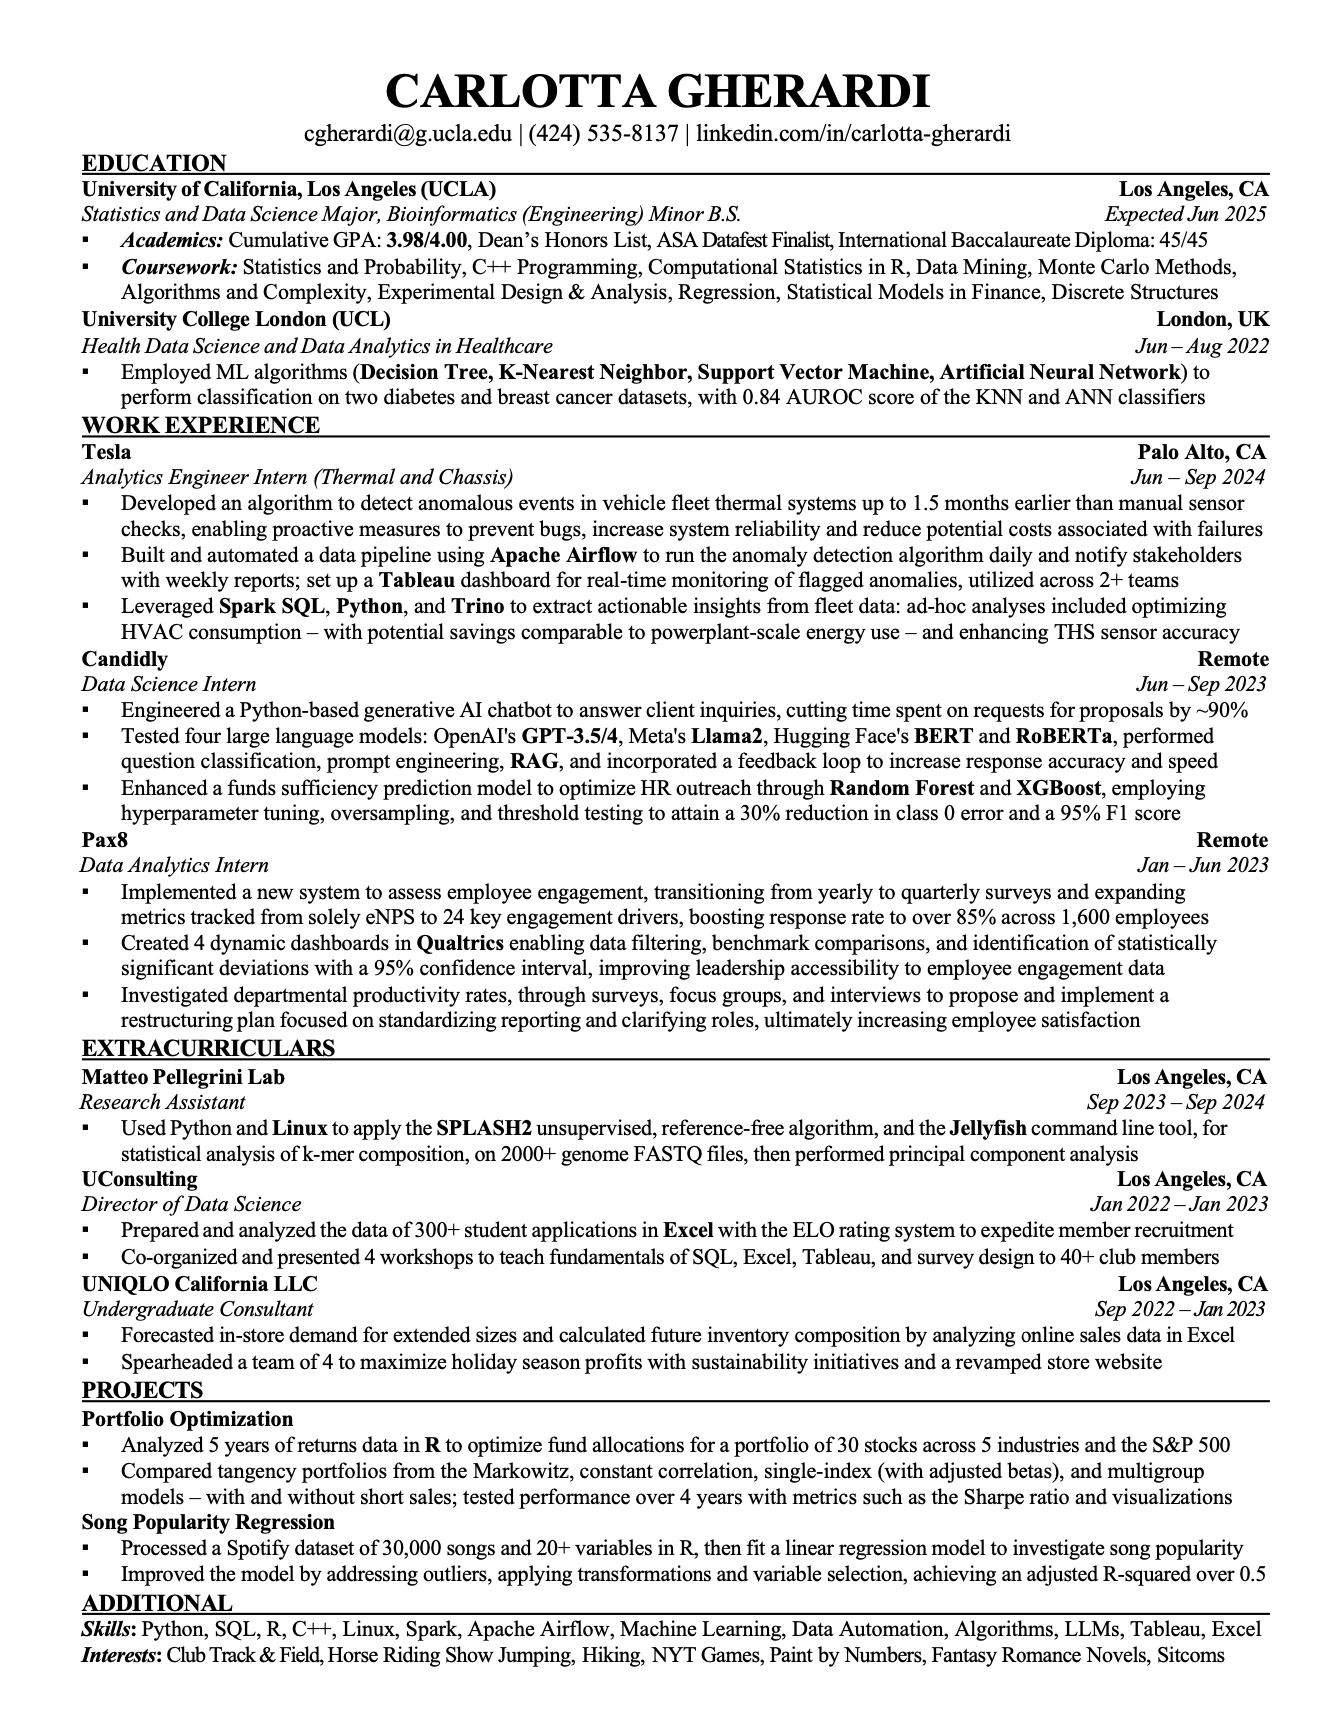 CARLOTTA GHERARDI
cgherardi@g.ucla.edu | (424) 535-8137 | linkedin.com/in/carlotta-gherardi
EDUCATION
University of California, Los Angeles (UCLA) Los Angeles, CA
Statistics and Data Science Major, Bioinformatics (Engineering) Minor B.S. Expected Jun 2025
▪ Academics: Cumulative GPA: 3.98/4.00, Dean’s Honors List, ASA Datafest Finalist, International Baccalaureate Diploma: 45/45
▪ Coursework: Statistics and Probability, C++ Programming, Computational Statistics in R, Data Mining, Monte Carlo Methods,
Algorithms and Complexity, Experimental Design & Analysis, Regression, Statistical Models in Finance, Discrete Structures
University College London (UCL) London, UK
Health Data Science and Data Analytics in Healthcare Jun – Aug 2022
▪ Employed ML algorithms (Decision Tree, K-Nearest Neighbor, Support Vector Machine, Artificial Neural Network) to
perform classification on two diabetes and breast cancer datasets, with 0.84 AUROC score of the KNN and ANN classifiers
WORK EXPERIENCE
Tesla Palo Alto, CA
Analytics Engineer Intern (Thermal and Chassis) Jun – Sep 2024
▪ Developed an algorithm to detect anomalous events in vehicle fleet thermal systems up to 1.5 months earlier than manual sensor
checks, enabling proactive measures to prevent bugs, increase system reliability and reduce potential costs associated with failures
▪ Built and automated a data pipeline using Apache Airflow to run the anomaly detection algorithm daily and notify stakeholders
with weekly reports; set up a Tableau dashboard for real-time monitoring of flagged anomalies, utilized across 2+ teams
▪ Leveraged Spark SQL, Python, and Trino to extract actionable insights from fleet data: ad-hoc analyses included optimizing
HVAC consumption – with potential savings comparable to powerplant-scale energy use – and enhancing THS sensor accuracy
Candidly Remote
Data Science Intern Jun – Sep 2023
▪ Engineered a Python-based generative AI chatbot to answer client inquiries, cutting time spent on requests for proposals by ~90%
▪ Tested four large language models: OpenAI's GPT-3.5/4, Meta's Llama2, Hugging Face's BERT and RoBERTa, performed
question classification, prompt engineering, RAG, and incorporated a feedback loop to increase response accuracy and speed
▪ Enhanced a funds sufficiency prediction model to optimize HR outreach through Random Forest and XGBoost, employing
hyperparameter tuning, oversampling, and threshold testing to attain a 30% reduction in class 0 error and a 95% F1 score
Pax8 Remote
Data Analytics Intern Jan – Jun 2023
▪ Implemented a new system to assess employee engagement, transitioning from yearly to quarterly surveys and expanding
metrics tracked from solely eNPS to 24 key engagement drivers, boosting response rate to over 85% across 1,600 employees
▪ Created 4 dynamic dashboards in Qualtrics enabling data filtering, benchmark comparisons, and identification of statistically
significant deviations with a 95% confidence interval, improving leadership accessibility to employee engagement data
▪ Investigated departmental productivity rates, through surveys, focus groups, and interviews to propose and implement a
restructuring plan focused on standardizing reporting and clarifying roles, ultimately increasing employee satisfaction
EXTRACURRICULARS
Matteo Pellegrini Lab Los Angeles, CA
Research Assistant Sep 2023 – Sep 2024
▪ Used Python and Linux to apply the SPLASH2 unsupervised, reference-free algorithm, and the Jellyfish command line tool, for
statistical analysis of k-mer composition, on 2000+ genome FASTQ files, then performed principal component analysis
UConsulting Los Angeles, CA
Director of Data Science Jan 2022 – Jan 2023
▪ Prepared and analyzed the data of 300+ student applications in Excel with the ELO rating system to expedite member recruitment
▪ Co-organized and presented 4 workshops to teach fundamentals of SQL, Excel, Tableau, and survey design to 40+ club members
UNIQLO California LLC Los Angeles, CA
Undergraduate Consultant Sep 2022 – Jan 2023
▪ Forecasted in-store demand for extended sizes and calculated future inventory composition by analyzing online sales data in Excel
▪ Spearheaded a team of 4 to maximize holiday season profits with sustainability initiatives and a revamped store website
PROJECTS
Portfolio Optimization
▪ Analyzed 5 years of returns data in R to optimize fund allocations for a portfolio of 30 stocks across 5 industries and the S&P 500
▪ Compared tangency portfolios from the Markowitz, constant correlation, single-index (with adjusted betas), and multigroup
models – with and without short sales; tested performance over 4 years with metrics such as the Sharpe ratio and visualizations
Song Popularity Regression
▪ Processed a Spotify dataset of 30,000 songs and 20+ variables in R, then fit a linear regression model to investigate song popularity
▪ Improved the model by addressing outliers, applying transformations and variable selection, achieving an adjusted R-squared over 0.5
ADDITIONAL
Skills: Python, SQL, R, C++, Linux, Spark, Apache Airflow, Machine Learning, Data Automation, Algorithms, LLMs, Tableau, Excel
Interests: Club Track & Field, Horse Riding Show Jumping, Hiking, NYT Games, Paint by Numbers, Fantasy Romance Novels, Sitcoms